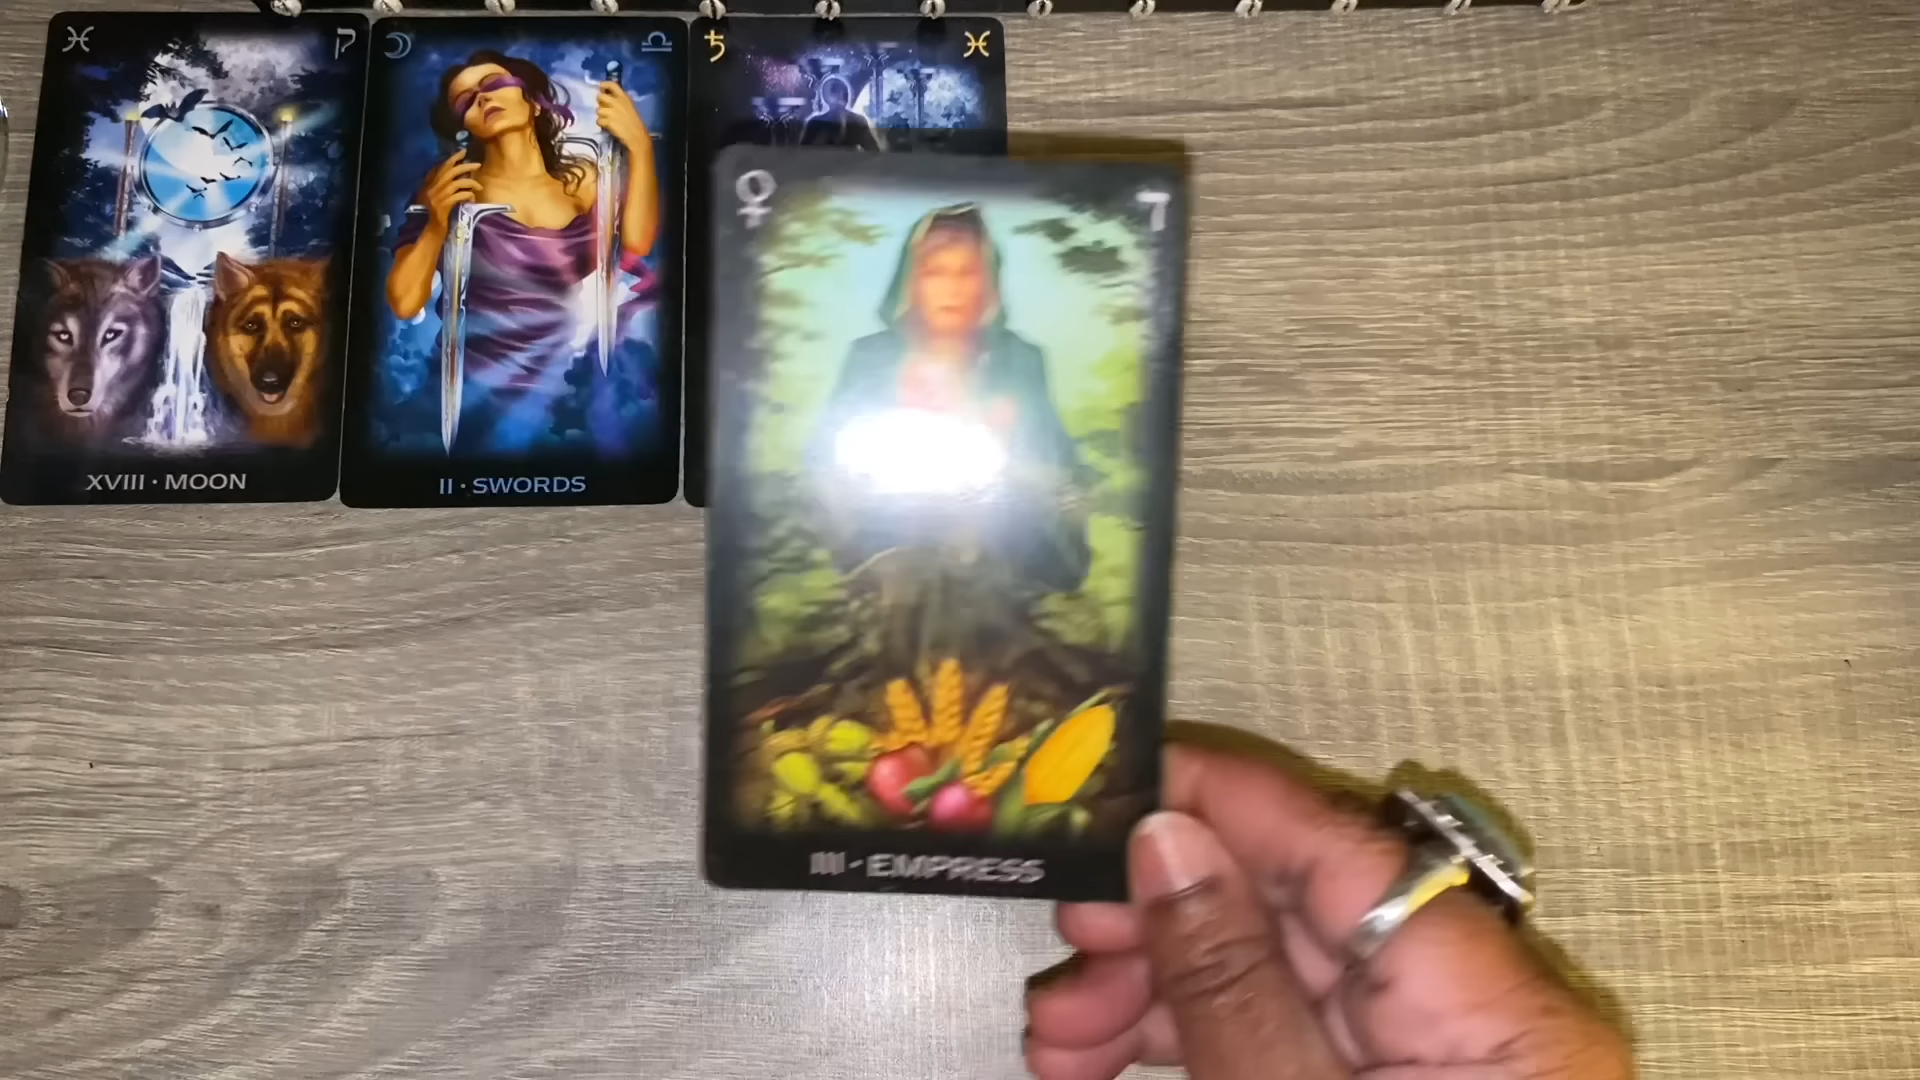 ♓ ק
XVIII · MOON
☽ ♎
II · SWORDS
♄ ♓
♀ ד
III · EMPRESS